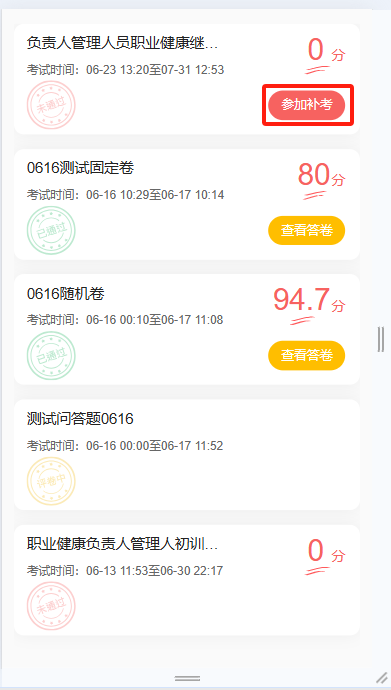 负责人管理人员职业健康继...
0 分
考试时间：06-23 13:20至07-31 12:53
未通过
参加补考
0616测试固定卷
80分
考试时间：06-16 10:29至06-17 10:14
已通过
查看答卷
0616随机卷
94.7分
考试时间：06-16 00:10至06-17 11:08
已通过
查看答卷
测试问答题0616
考试时间：06-16 00:00至06-17 11:52
评卷中
职业健康负责人管理人初训...
0 分
考试时间：06-13 11:53至06-30 22:17
未通过